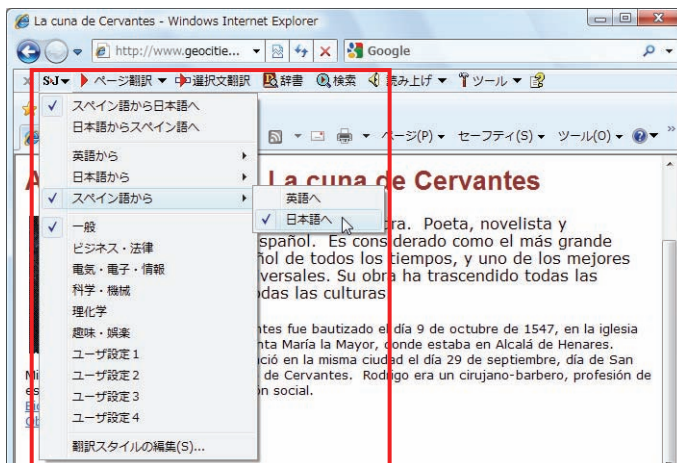 La cuna de Cervantes - Windows Internet Explorer
http://www.geocitie...
Google
S›J ページ翻訳 選択文翻訳 辞書 検索 読み上げ ツール
ページ(P) セーフティ(S) ツール(O)
スペイン語から日本語へ
日本語からスペイン語へ
英語から
日本語から
スペイン語から
英語へ
日本語へ
一般
ビジネス・法律
電気・電子・情報
科学・機械
理化学
趣味・娯楽
ユーザ設定1
ユーザ設定2
ユーザ設定3
ユーザ設定4
翻訳スタイルの編集(S)...
La cuna de Cervantes
ra. Poeta, novelista y
spañol. Es considerado como el más grande
ñol de todos los tiempos, y uno de los mejores
versales. Su obra ha trascendido todas las
odas las culturas
ntes fue bautizado el día 9 de octubre de 1547, en la iglesia
nta María la Mayor, donde estaba en Alcalá de Henares.
ció en la misma ciudad el día 29 de septiembre, día de San
Mi de Cervantes. Rodrigo era un cirujano-barbero, profesión de
es ón social.